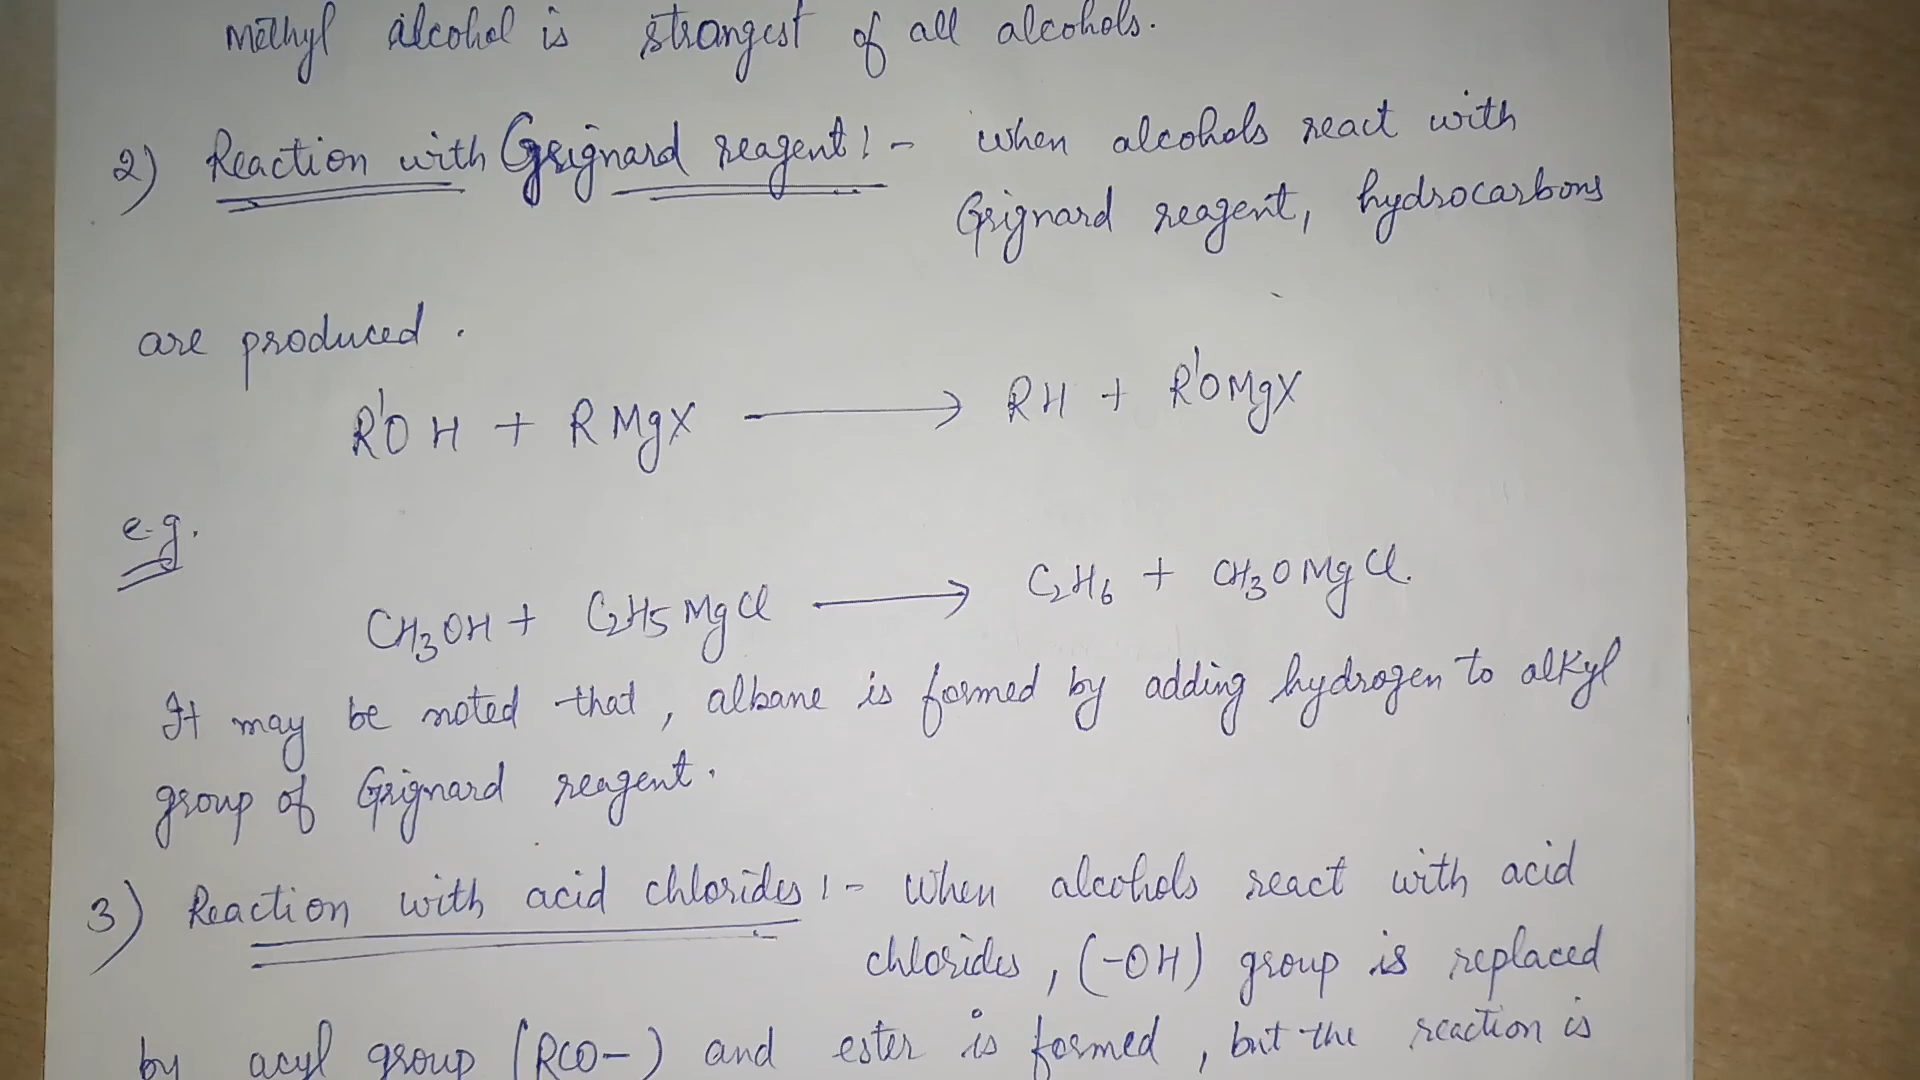 Methyl alcohol is strangest of all alcohols.
2) Reaction with Grignard reagent :- When alcohols react with
Grignard reagent, hydrocarbons
are produced.
R'OH + RMgX ⟶ RH + R'OMgX
e.g.
CH₃OH + C₂H₅MgCl ⟶ C₂H₆ + CH₃OMgCl.
It may be noted that, albane is formed by adding hydrogen to alkyl
group of Grignard reagent.
3) Reaction with acid chlorides :- When alcohols react with acid
chlorides, (-OH) group is replaced
by acyl group (RCO-) and ester is formed, but the reaction is